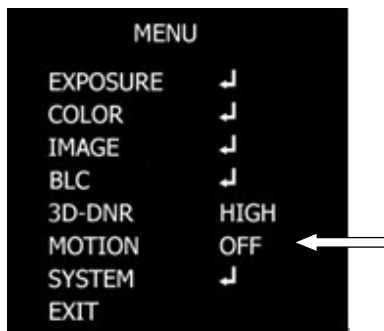 MENU
EXPOSURE ↲
COLOR ↲
IMAGE ↲
BLC ↲
3D-DNR HIGH
MOTION OFF
SYSTEM ↲
EXIT